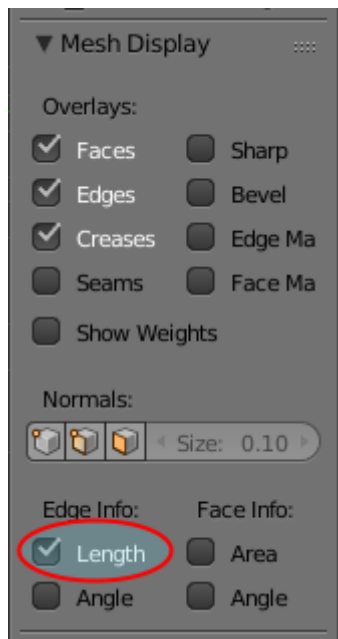 Mesh Display
Overlays:
Faces Sharp
Edges Bevel
Creases Edge Ma
Seams Face Ma
Show Weights
Normals:
Size: 0.10
Edge Info: Face Info:
Length Area
Angle Angle